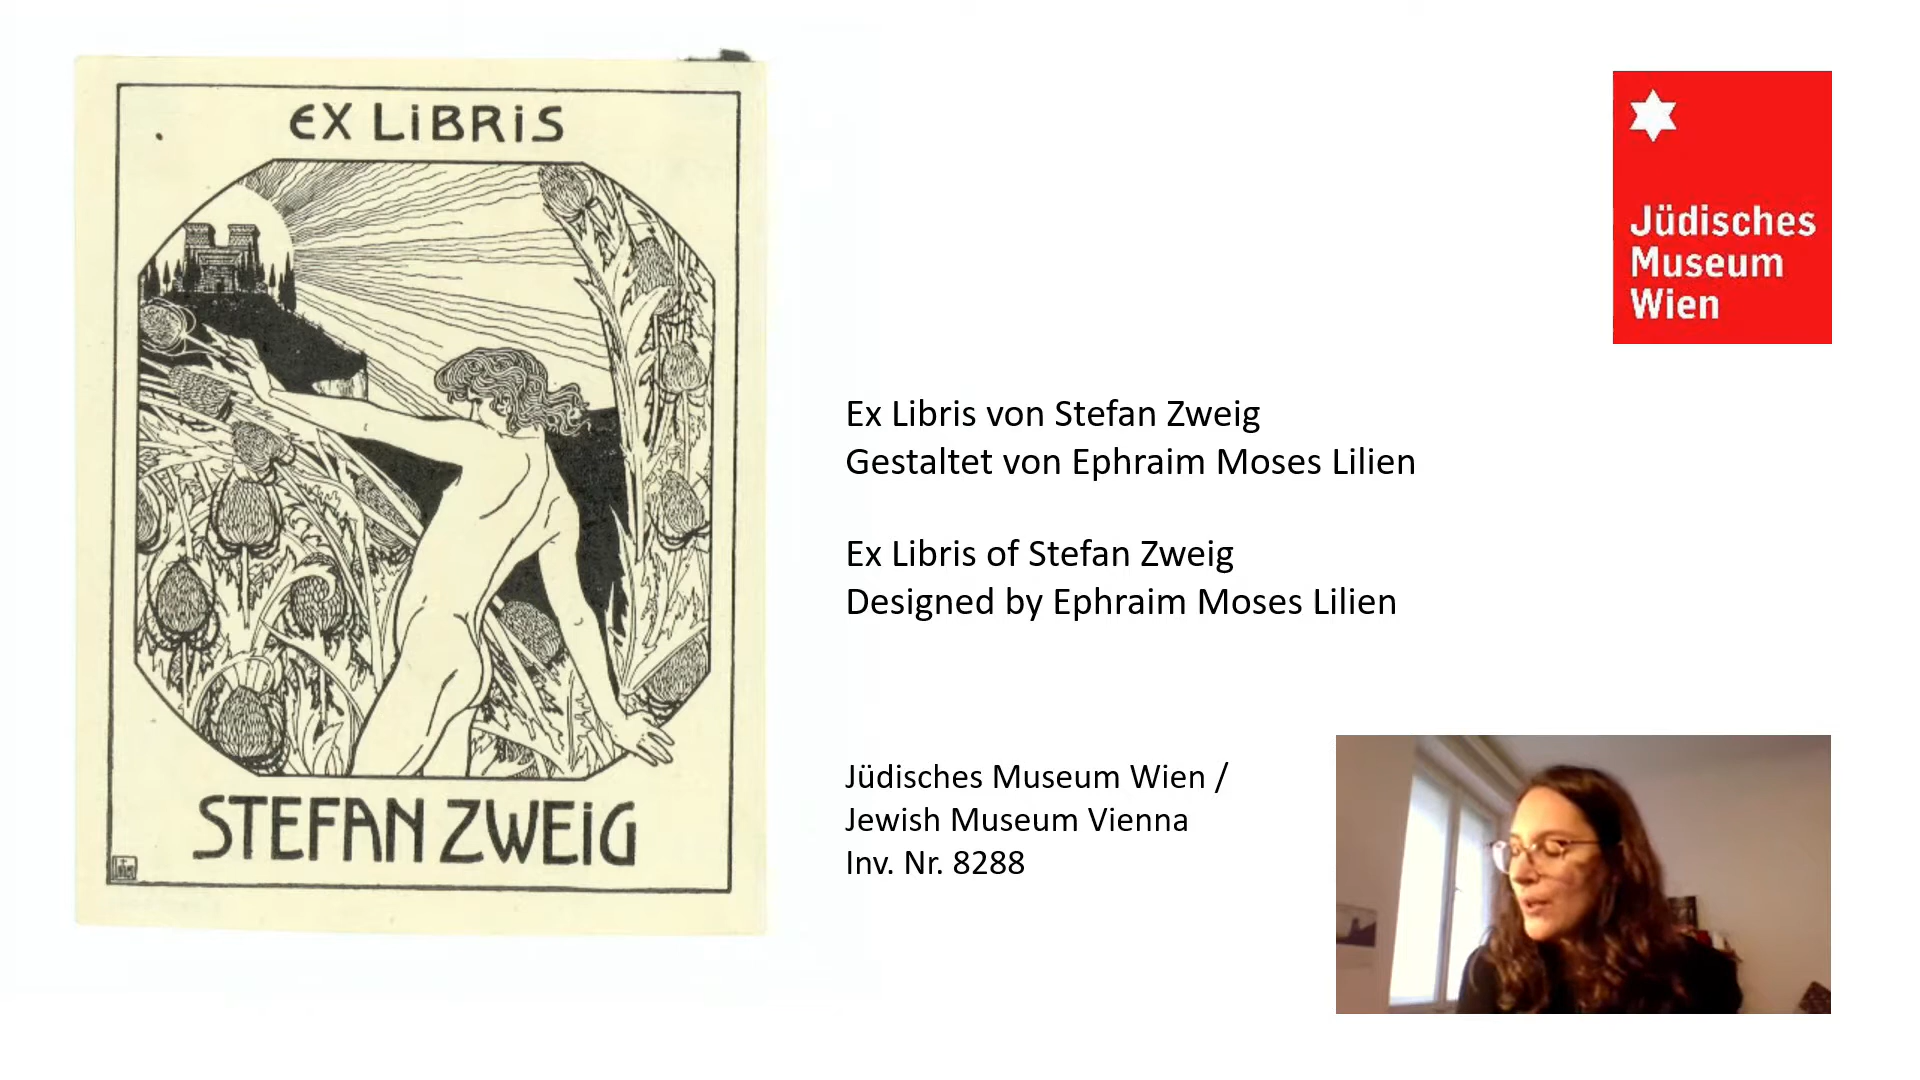 EX LiBRiS
STEFAN ZWEiG
Jüdisches
Museum
Wien
Ex Libris von Stefan Zweig
Gestaltet von Ephraim Moses Lilien
Ex Libris of Stefan Zweig
Designed by Ephraim Moses Lilien
Jüdisches Museum Wien /
Jewish Museum Vienna
Inv. Nr. 8288